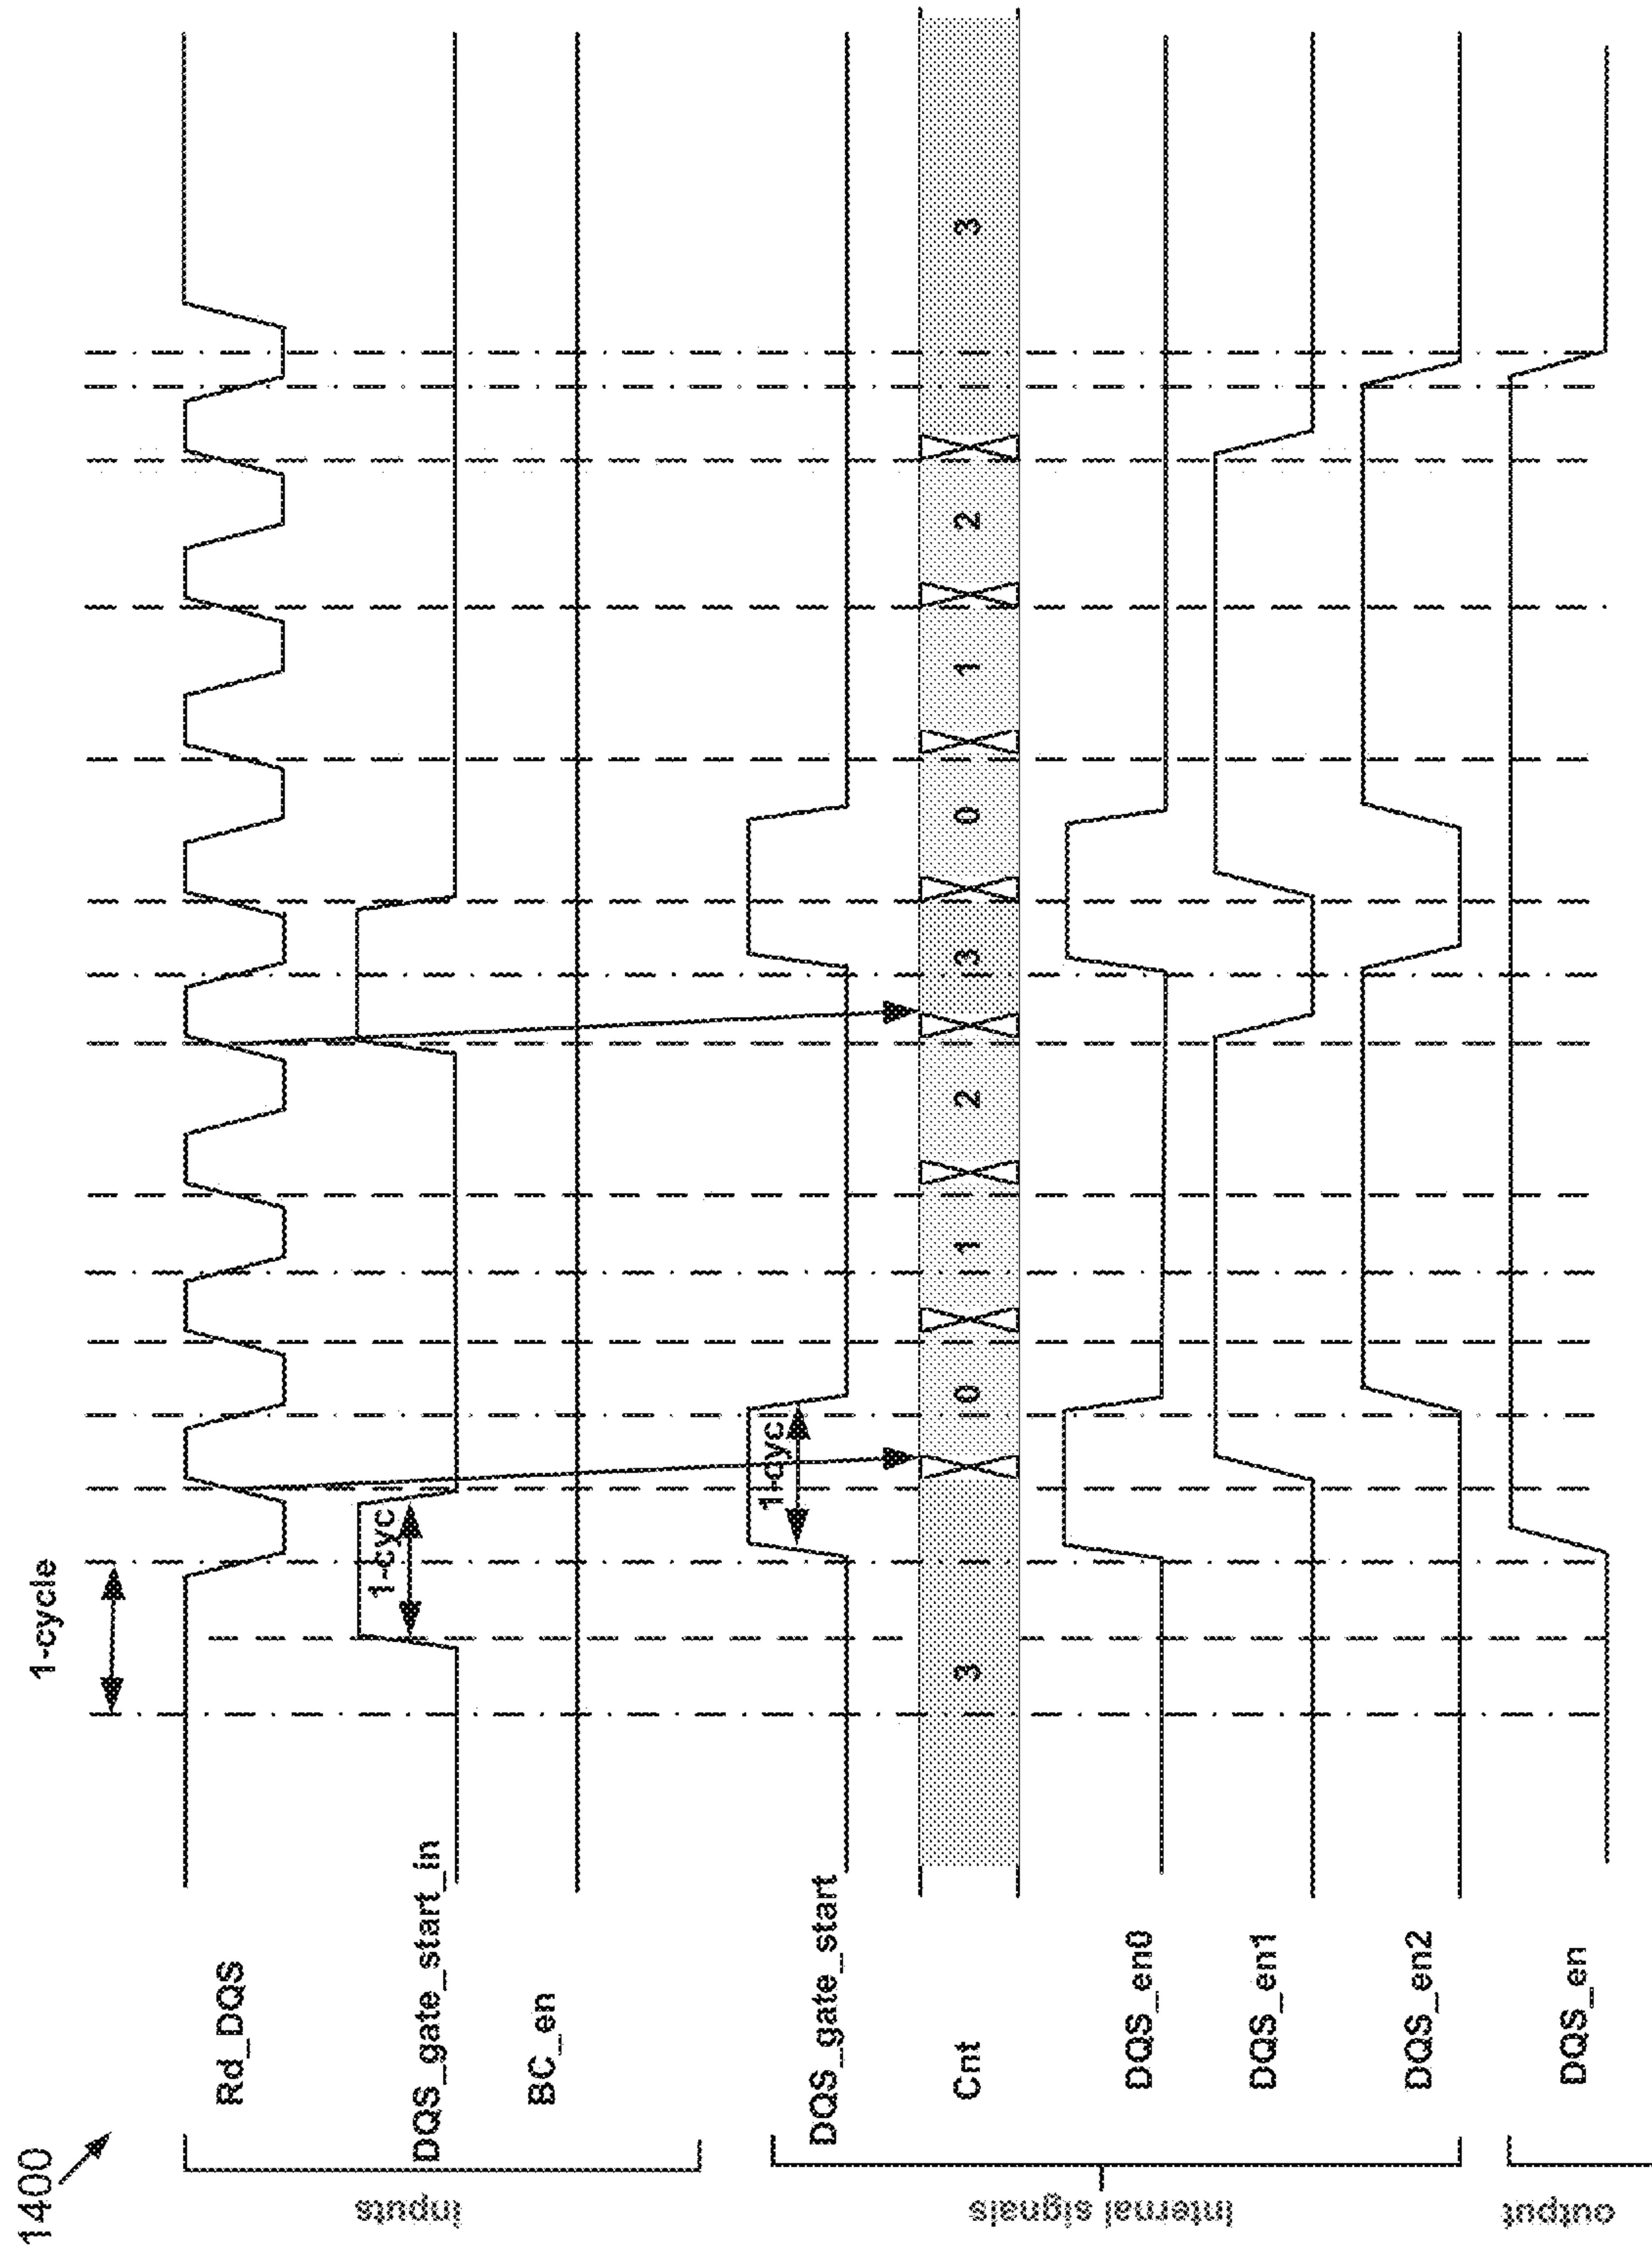 1400
1-cycle
inputs
Rd_DQS
DQS_gate_start_in
1-cyc
BC_en
Internal signals
DQS_gate_start
1-cyc
Cnt
3 0 1 2 3 0 1 2 3
DQS_en0
DQS_en1
DQS_en2
output
DQS_en